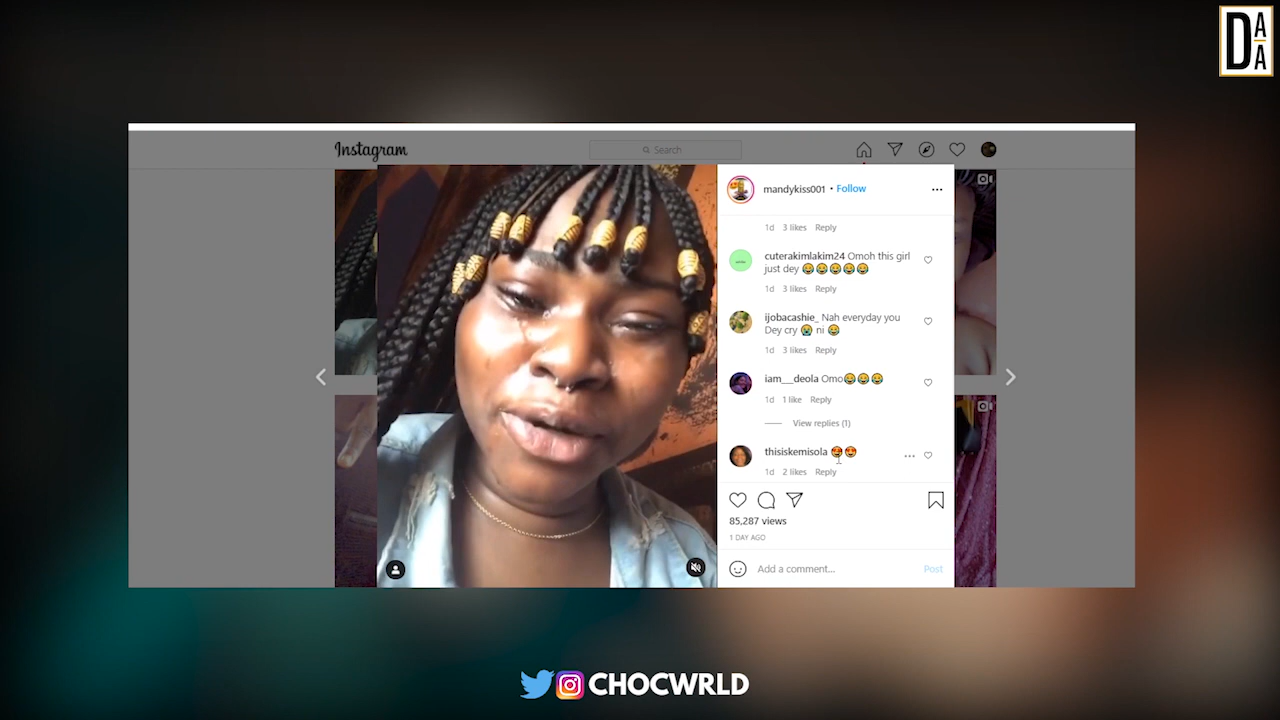 DAA
Instagram
Search
mandykiss001 • Follow
1d 3 likes Reply
cuterakimlakim24 Omoh this girl
just dey 😂😂😂😂😂
1d 3 likes Reply
ijobacashie_ Nah everyday you
Dey cry 😭 ni 😂
1d 3 likes Reply
iam__deola Omo😂😂😂
1d 1 like Reply
View replies (1)
thisiskemisola 🥰😍
1d 2 likes Reply
85,287 views
1 DAY AGO
Add a comment... Post
CHOCWRLD